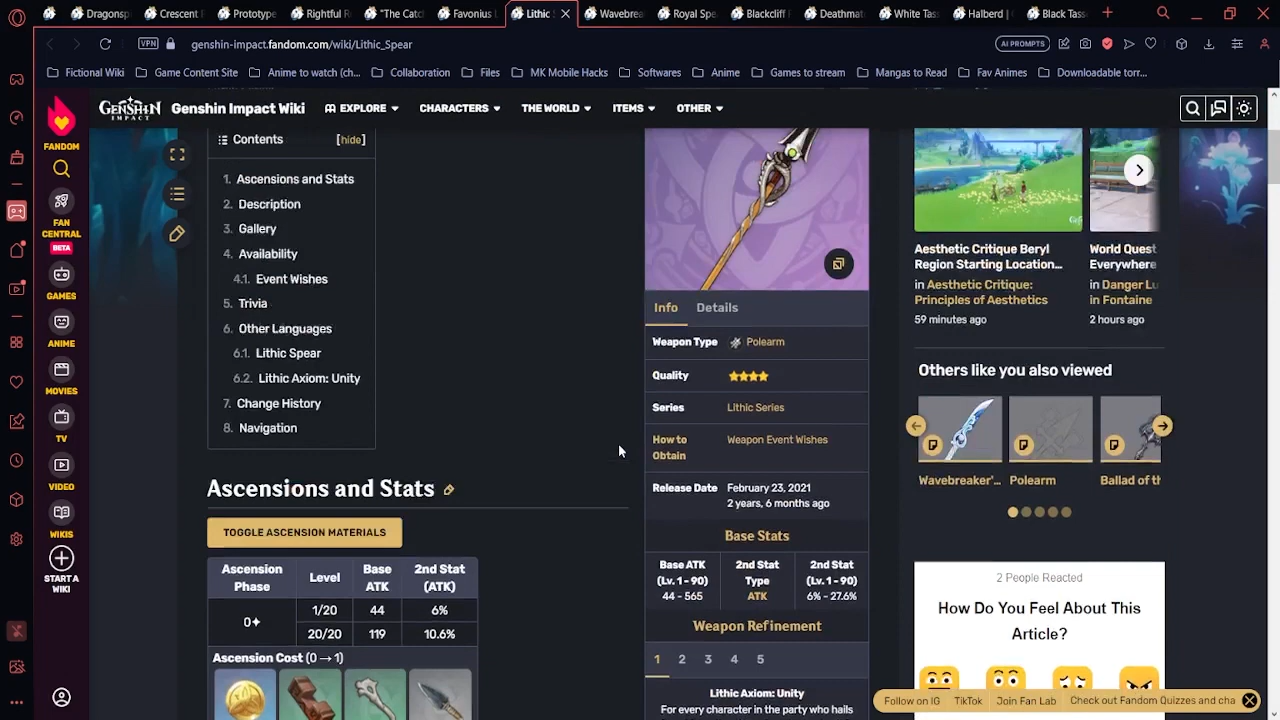 Dragonsp
Crescent
Prototype
Rightful
"The Catc
Favonius
Lithic
Wavebrea
Royal Spe
Blackcliff
Deathmat
White Tas
Halberd |
Black Tass
VPN
genshin-impact.fandom.com/wiki/Lithic_Spear
AI PROMPTS
Fictional Wiki
Game Content Site
Anime to watch (ch...
Collaboration
Files
MK Mobile Hacks
Softwares
Anime
Games to stream
Mangas to Read
Fav Animes
Downloadable torr...
GENSHIN
IMPACT
Genshin Impact Wiki
EXPLORE
CHARACTERS
THE WORLD
ITEMS
OTHER
FANDOM
FAN
CENTRAL
BETA
GAMES
ANIME
MOVIES
TV
VIDEO
WIKIS
START A
WIKI
Contents
[hide]
1. Ascensions and Stats
2. Description
3. Gallery
4. Availability
4.1. Event Wishes
5. Trivia
6. Other Languages
6.1. Lithic Spear
6.2. Lithic Axiom: Unity
7. Change History
8. Navigation
Ascensions and Stats
TOGGLE ASCENSION MATERIALS
Ascension
Phase
Level
Base
ATK
2nd Stat
(ATK)
0✦
1/20
44
6%
20/20
119
10.6%
Ascension Cost (0 → 1)
Info
Details
Weapon Type
Polearm
Quality
Series
Lithic Series
How to
Obtain
Weapon Event Wishes
Release Date
February 23, 2021
2 years, 6 months ago
Base Stats
Base ATK
(Lv. 1 - 90)
44 - 565
2nd Stat
Type
ATK
2nd Stat
(Lv. 1 - 90)
6% - 27.6%
Weapon Refinement
1
2
3
4
5
Lithic Axiom: Unity
For every character in the party who hails
Aesthetic Critique Beryl
Region Starting Location...
in Aesthetic Critique:
Principles of Aesthetics
59 minutes ago
World Quest
Everywhere
in Danger Lu
in Fontaine
2 hours ago
Others like you also viewed
Wavebreaker'...
Polearm
Ballad of th
2 People Reacted
How Do You Feel About This
Article?
Follow on IG
TikTok
Join Fan Lab
Check out Fandom Quizzes and cha